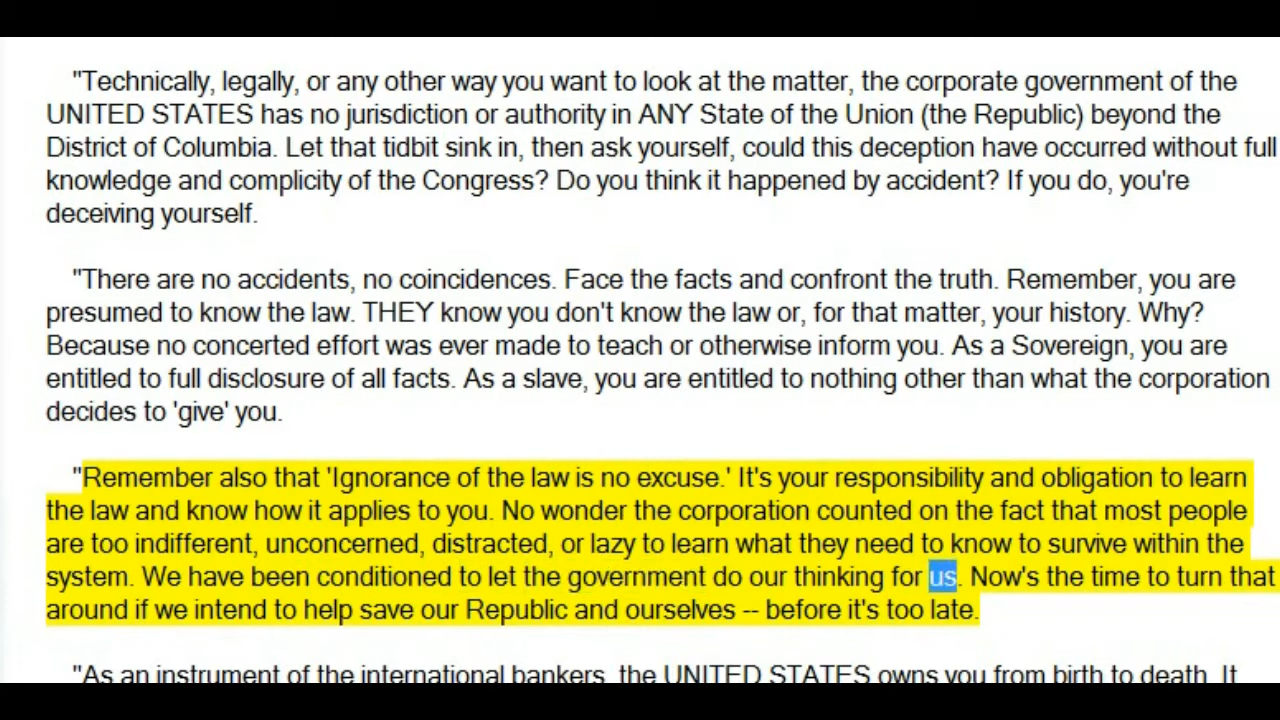 "Technically, legally, or any other way you want to look at the matter, the corporate government of the
UNITED STATES has no jurisdiction or authority in ANY State of the Union (the Republic) beyond the
District of Columbia. Let that tidbit sink in, then ask yourself, could this deception have occurred without full
knowledge and complicity of the Congress? Do you think it happened by accident? If you do, you're
deceiving yourself.
"There are no accidents, no coincidences. Face the facts and confront the truth. Remember, you are
presumed to know the law. THEY know you don't know the law or, for that matter, your history. Why?
Because no concerted effort was ever made to teach or otherwise inform you. As a Sovereign, you are
entitled to full disclosure of all facts. As a slave, you are entitled to nothing other than what the corporation
decides to 'give' you.
"Remember also that 'Ignorance of the law is no excuse.' It's your responsibility and obligation to learn
the law and know how it applies to you. No wonder the corporation counted on the fact that most people
are too indifferent, unconcerned, distracted, or lazy to learn what they need to know to survive within the
system. We have been conditioned to let the government do our thinking for us. Now's the time to turn that
around if we intend to help save our Republic and ourselves -- before it's too late.
"As an instrument of the international bankers, the UNITED STATES owns you from birth to death. It